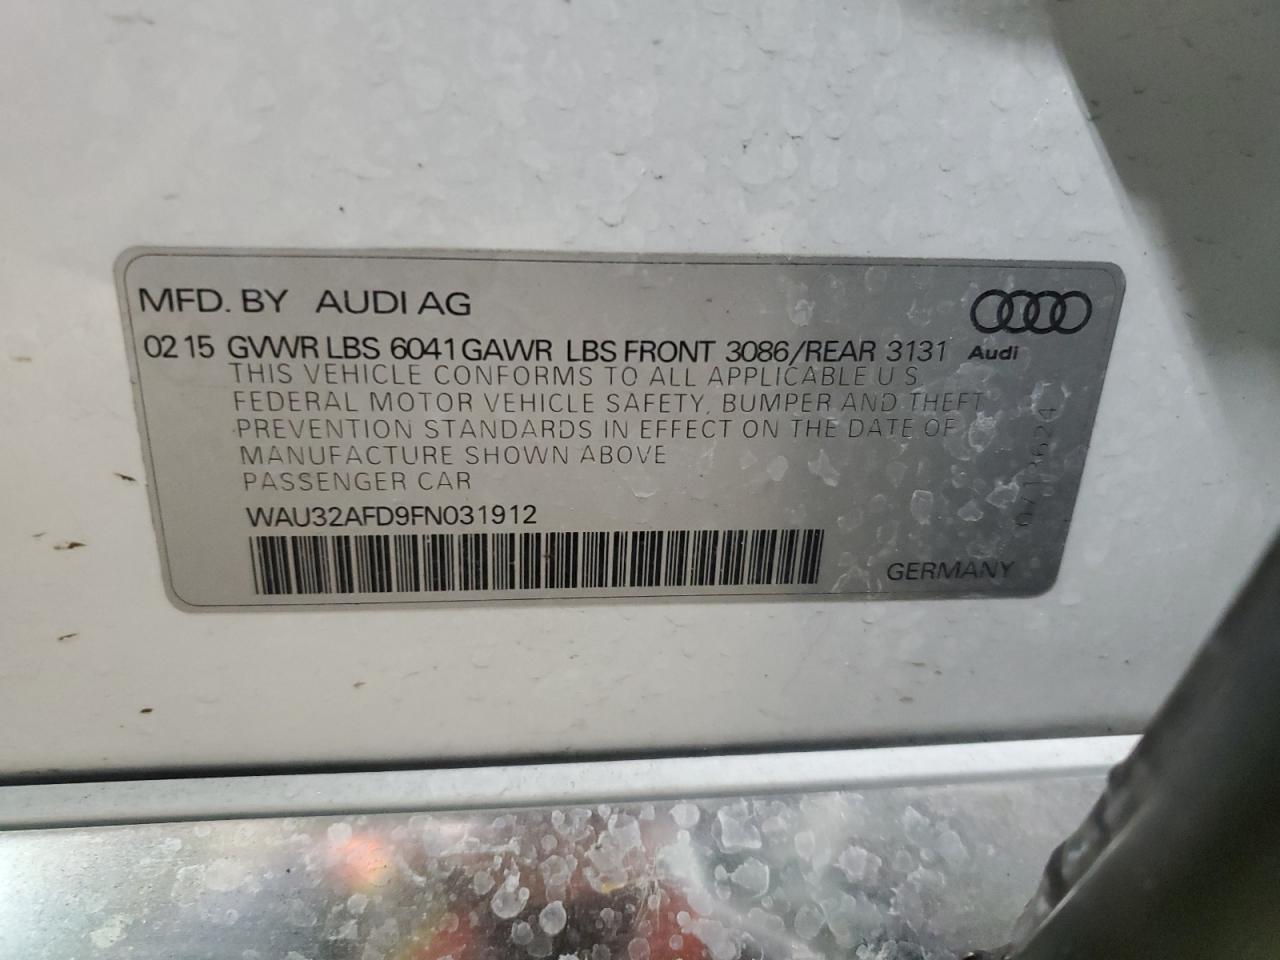 MFD. BY AUDI AG
02 15 GVWR LBS 6041 GAWR LBS FRONT 3086/REAR 3131
Audi
THIS VEHICLE CONFORMS TO ALL APPLICABLE U S
FEDERAL MOTOR VEHICLE SAFETY, BUMPER AND THEFT
PREVENTION STANDARDS IN EFFECT ON THE DATE OF
MANUFACTURE SHOWN ABOVE
PASSENGER CAR
WAU32AFD9FN031912
GERMANY